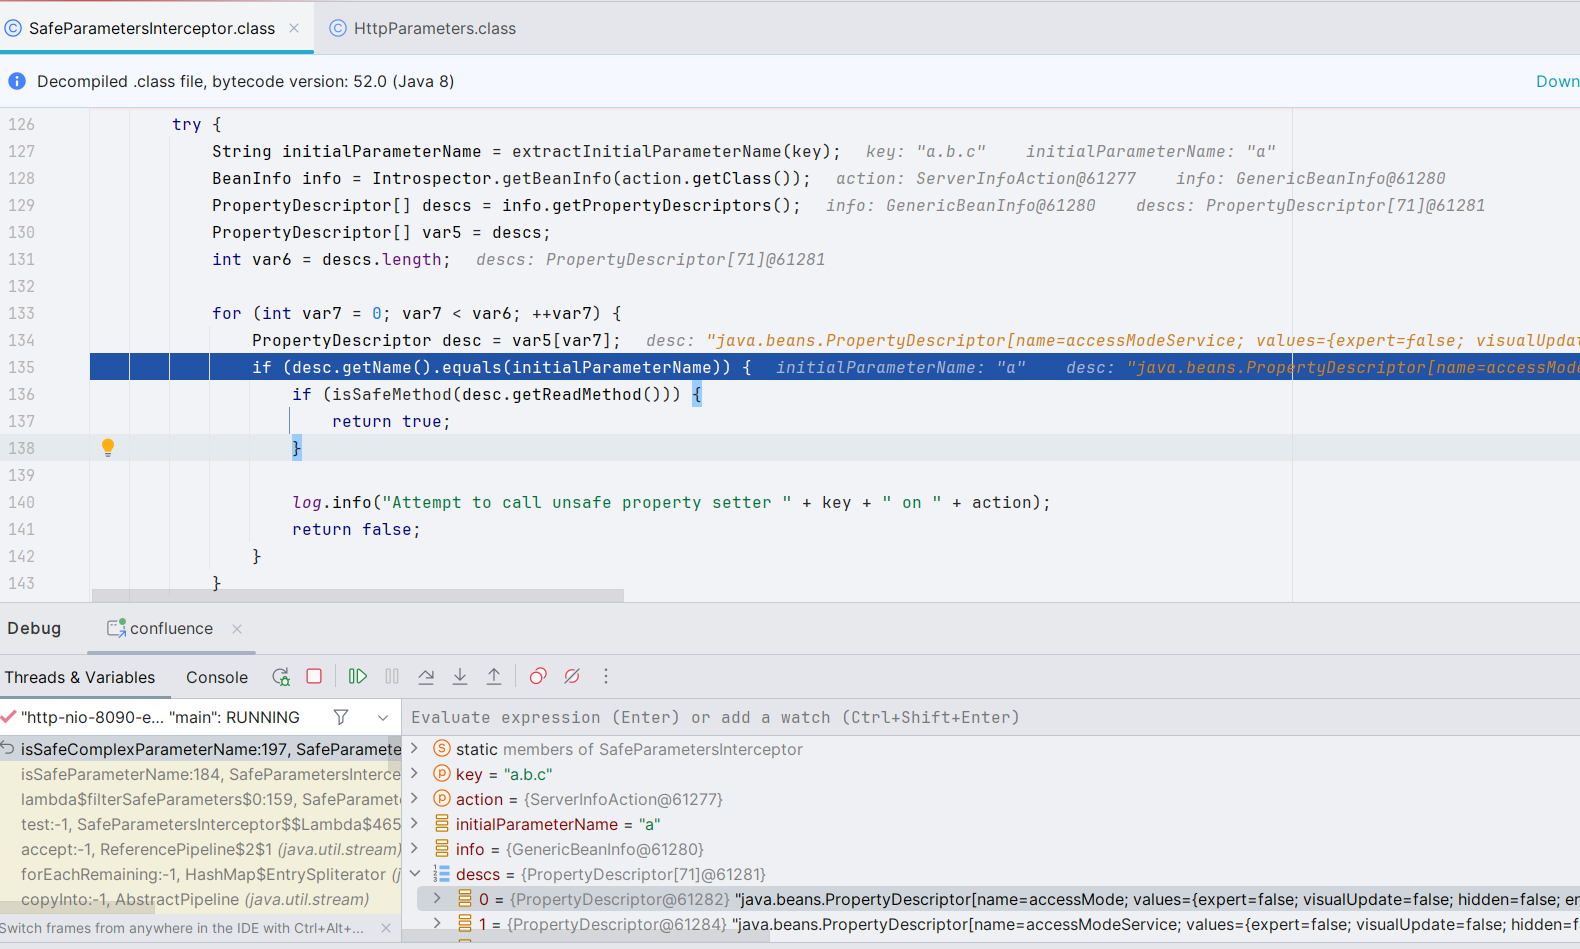 SafeParametersInterceptor.class
HttpParameters.class
Decompiled .class file, bytecode version: 52.0 (Java 8)
Down
126 try {
127 String initialParameterName = extractInitialParameterName(key); key: "a.b.c" initialParameterName: "a"
128 BeanInfo info = Introspector.getBeanInfo(action.getClass()); action: ServerInfoAction@61277 info: GenericBeanInfo@61280
129 PropertyDescriptor[] descs = info.getPropertyDescriptors(); info: GenericBeanInfo@61280 descs: PropertyDescriptor[71]@61281
130 PropertyDescriptor[] var5 = descs;
131 int var6 = descs.length; descs: PropertyDescriptor[71]@61281
132
133 for (int var7 = 0; var7 < var6; ++var7) {
134 PropertyDescriptor desc = var5[var7]; desc: "java.beans.PropertyDescriptor[name=accessModeService; values={expert=false; visualUpdat
135 if (desc.getName().equals(initialParameterName)) { initialParameterName: "a" desc: "java.beans.PropertyDescriptor[name=accessMode
136 if (isSafeMethod(desc.getReadMethod())) {
137 return true;
138 }
139
140 log.info("Attempt to call unsafe property setter " + key + " on " + action);
141 return false;
142 }
143 }
Debug confluence
Threads & Variables Console
"http-nio-8090-e... "main": RUNNING
Evaluate expression (Enter) or add a watch (Ctrl+Shift+Enter)
isSafeComplexParameterName:197, SafeParamete
isSafeParameterName:184, SafeParametersInterce
lambda$filterSafeParameters$0:159, SafeParamet
test:-1, SafeParametersInterceptor$$Lambda$465
accept:-1, ReferencePipeline$2$1 (java.util.stream)
forEachRemaining:-1, HashMap$EntrySpliterator (j
copyInto:-1, AbstractPipeline (java.util.stream)
Switch frames from anywhere in the IDE with Ctrl+Alt+...
static members of SafeParametersInterceptor
key = "a.b.c"
action = {ServerInfoAction@61277}
initialParameterName = "a"
info = {GenericBeanInfo@61280}
descs = {PropertyDescriptor[71]@61281}
0 = {PropertyDescriptor@61282} "java.beans.PropertyDescriptor[name=accessMode; values={expert=false; visualUpdate=false; hidden=false; en
1 = {PropertyDescriptor@61284} "java.beans.PropertyDescriptor[name=accessModeService; values={expert=false; visualUpdate=false; hidden=f